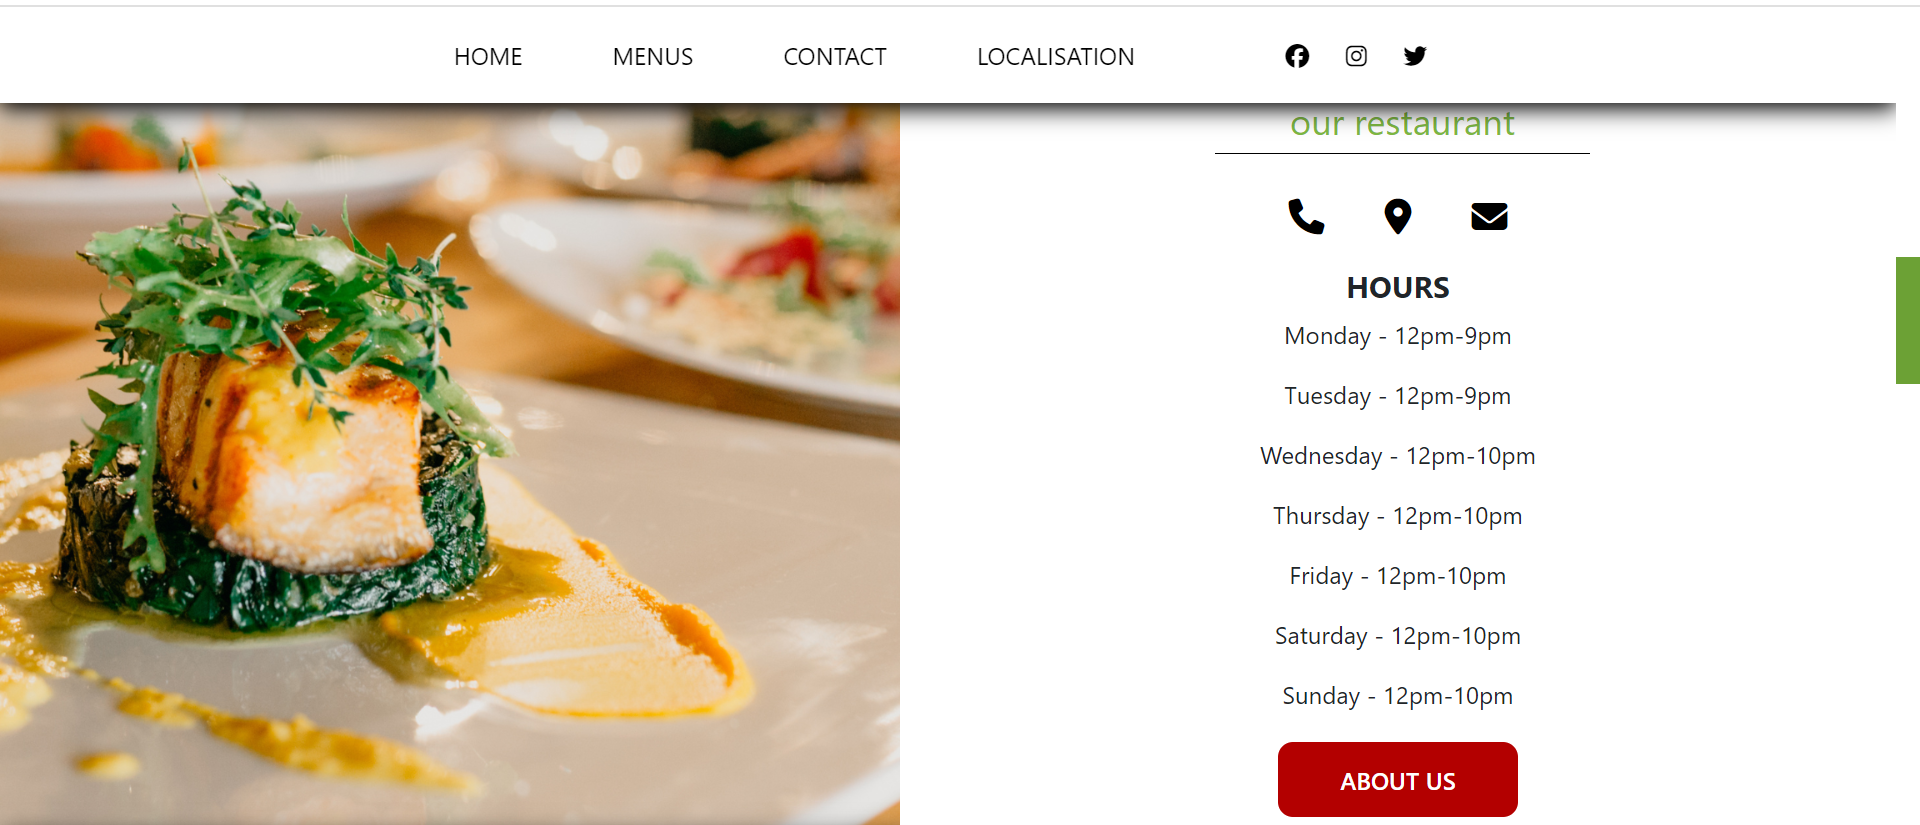 HOME MENUS CONTACT LOCALISATION
our restaurant
HOURS
Monday - 12pm-9pm
Tuesday - 12pm-9pm
Wednesday - 12pm-10pm
Thursday - 12pm-10pm
Friday - 12pm-10pm
Saturday - 12pm-10pm
Sunday - 12pm-10pm
ABOUT US